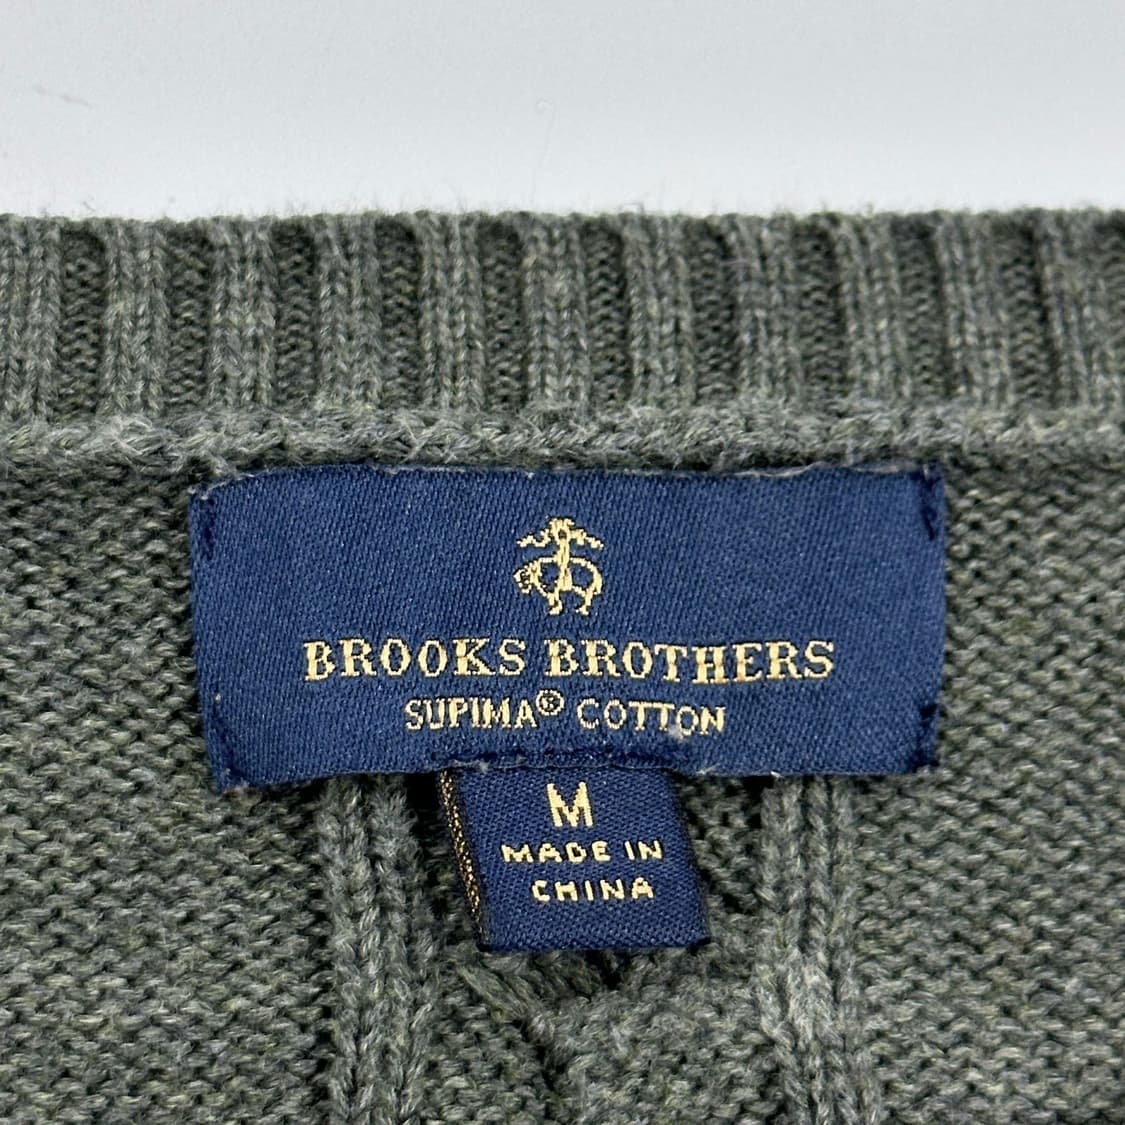 BROOKS BROTHERS
SUPIMA® COTTON
M
MADE IN
CHINA